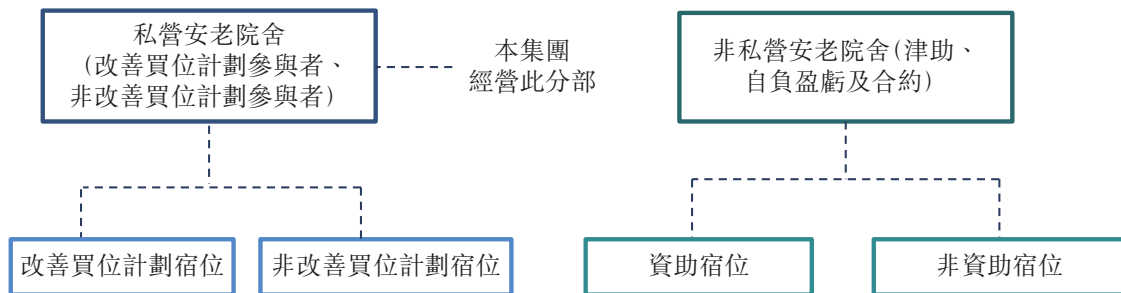 私營安老院舍
(改善買位計劃參與者、
非改善買位計劃參與者)
本集團
經營此分部
非私營安老院舍(津助、
自負盈虧及合約)
改善買位計劃宿位
非改善買位計劃宿位
資助宿位
非資助宿位